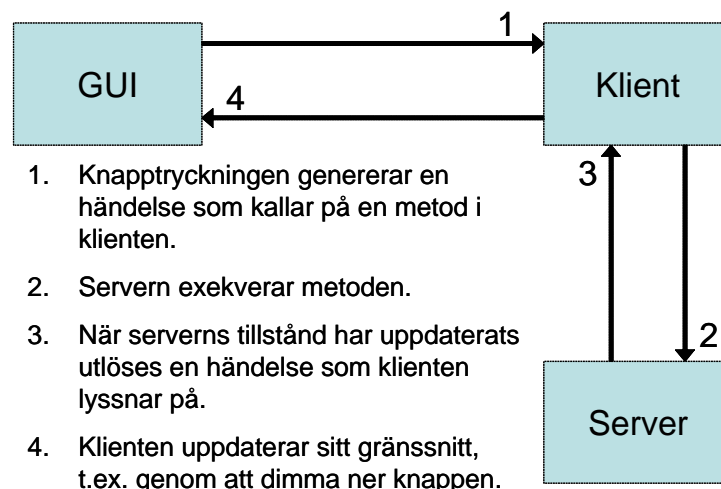 1
GUI
Klient
4
3
1. Knapptryckningen genererar en
händelse som kallar på en metod i
klienten.
2. Servern exekverar metoden.
3. När serverns tillstånd har uppdaterats
utlöses en händelse som klienten
lyssnar på.
2
Server
4. Klienten uppdaterar sitt gränssnitt,
t.ex. genom att dimma ner knappen.